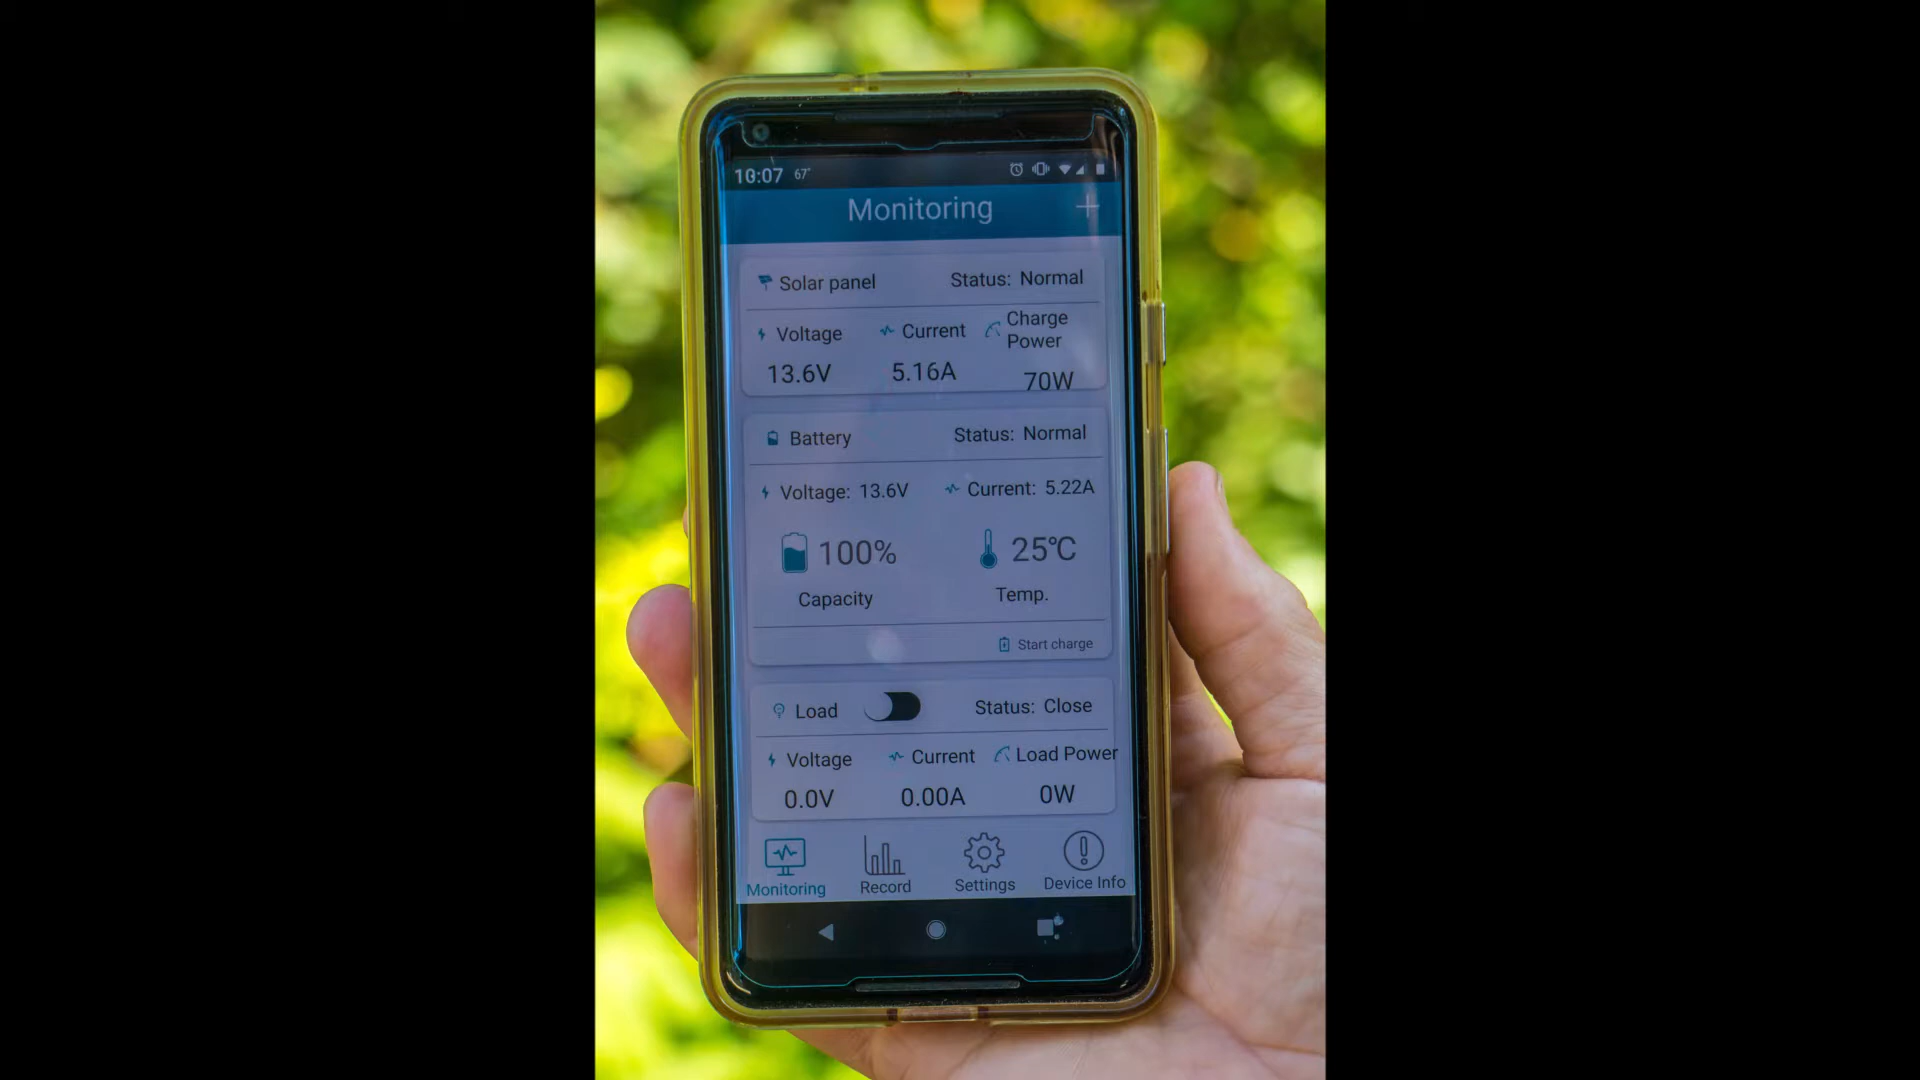 10:07 67°
Monitoring +
Solar panel Status: Normal
Voltage Current Charge Power
13.6V 5.16A 70W
Battery Status: Normal
Voltage: 13.6V Current: 5.22A
100% 25℃
Capacity Temp.
Start charge
Load Status: Close
Voltage Current Load Power
0.0V 0.00A 0W
Monitoring Record Settings Device Info